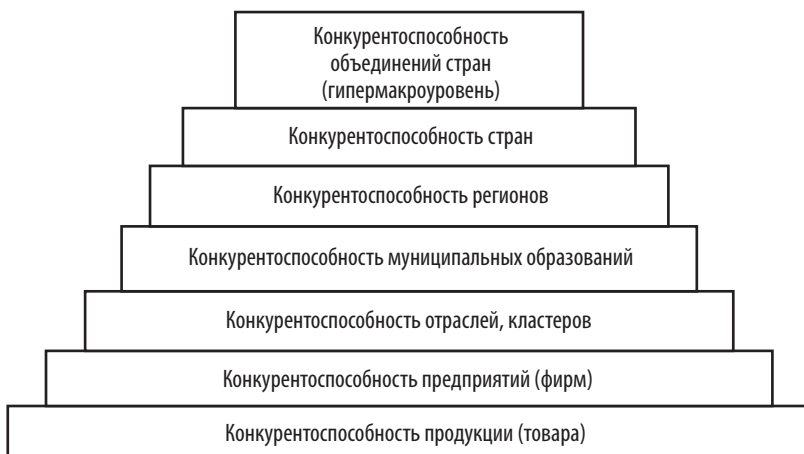 Конкурентоспособность
объединений стран
(гипермакроуровень)
Конкурентоспособность стран
Конкурентоспособность регионов
Конкурентоспособность муниципальных образований
Конкурентоспособность отраслей, кластеров
Конкурентоспособность предприятий (фирм)
Конкурентоспособность продукции (товара)